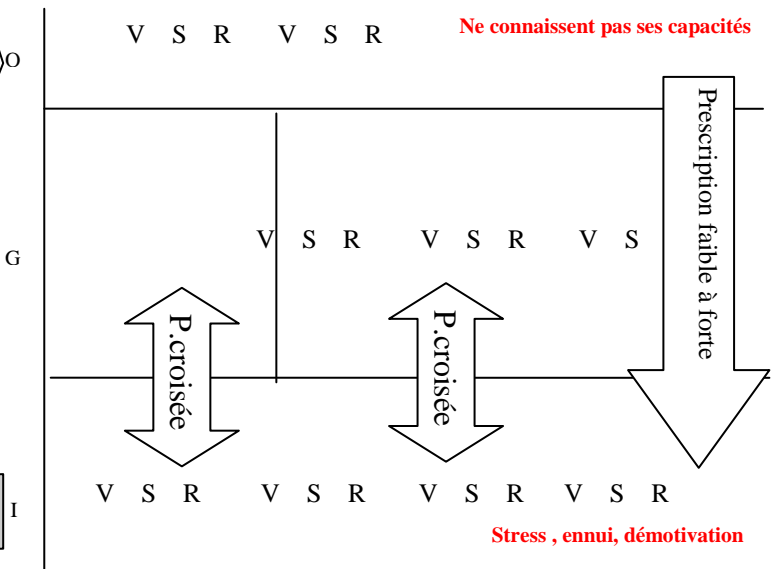 V S R V S R
Ne connaissent pas ses capacités
O
Prescription faible à forte
G
V S R V S R V S
P.croisée
P.croisée
I
V S R V S R V S R V S R
Stress , ennui, démotivation